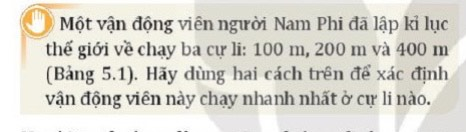 Một vận động viên người Nam Phi đã lập kỉ lục
thế giới về chạy ba cự li: 100 m, 200 m và 400 m
(Bảng 5.1). Hãy dùng hai cách trên để xác định
vận động viên này chạy nhanh nhất ở cự li nào.